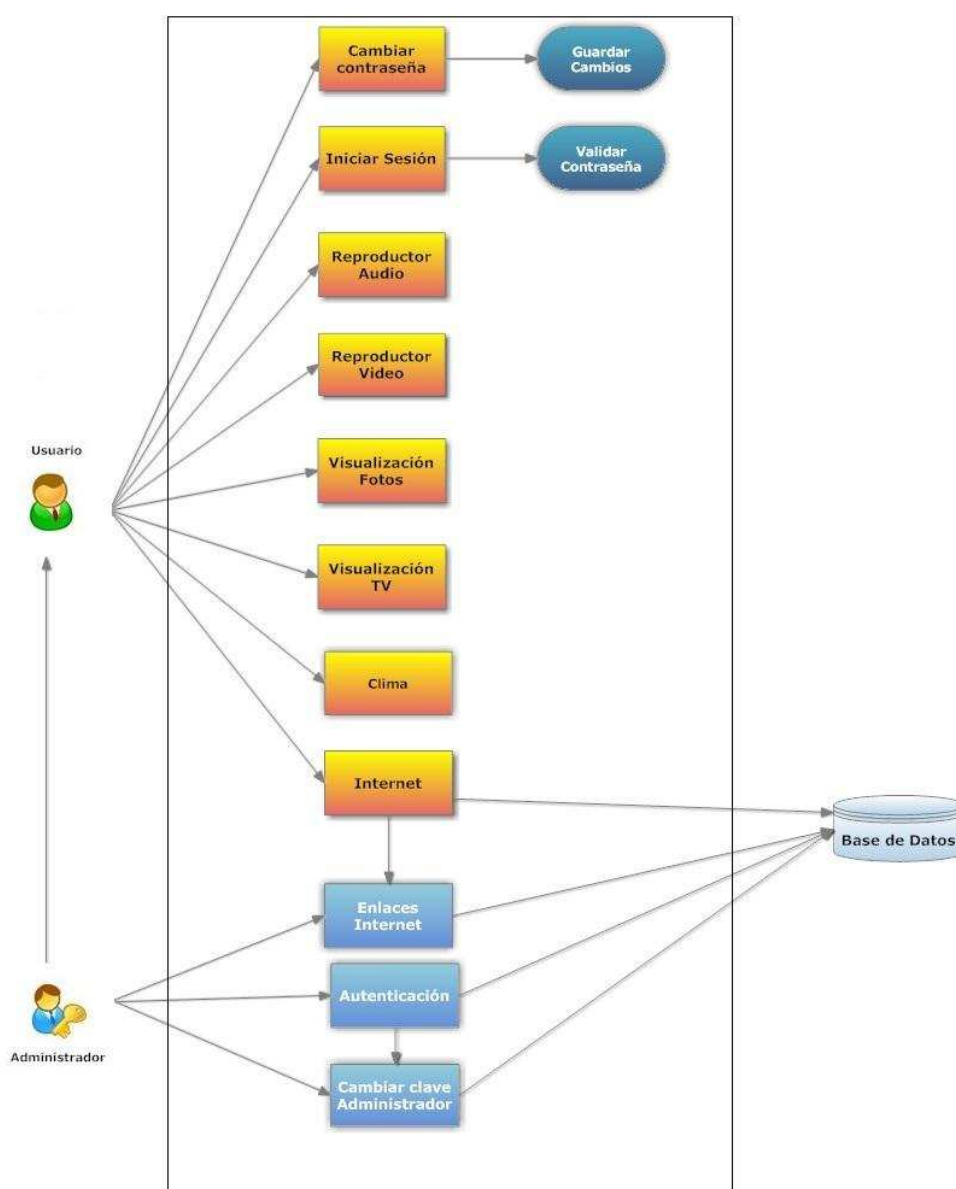 Cambiar
contraseña
Guardar
Cambios
Iniciar Sesión
Validar
Contraseña
Reproductor
Audio
Reproductor
Video
Usuario
Visualización
Fotos
Visualización
TV
Clima
Internet
Base de Datos
Enlaces
Internet
Autenticación
Administrador
Cambiar clave
Administrador